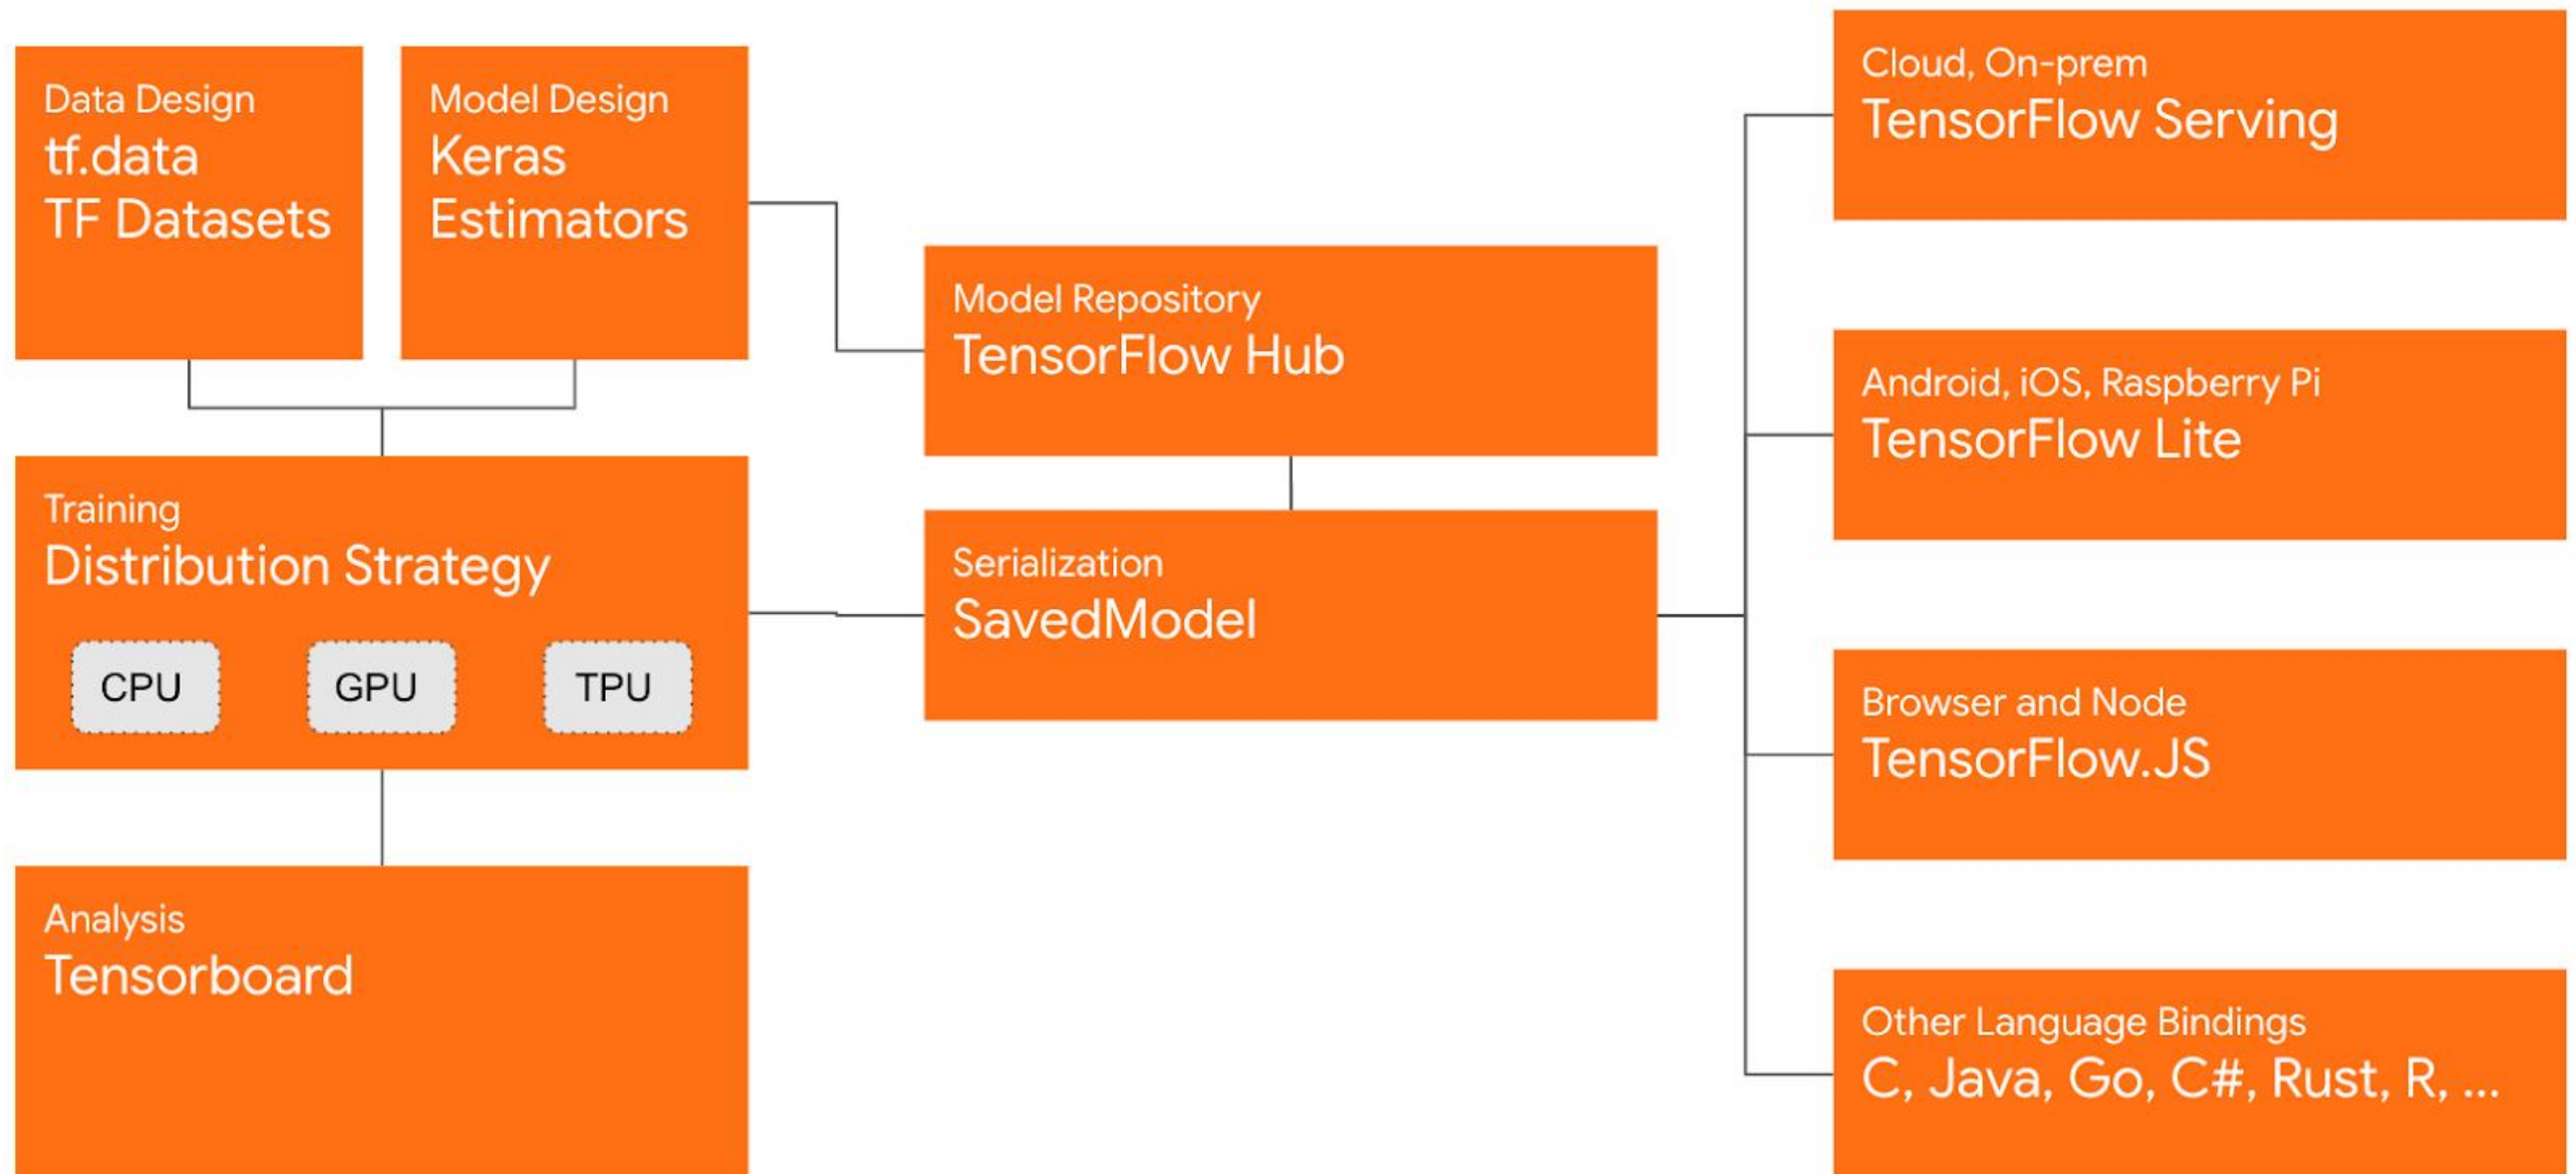 Data Design
tf.data
TF Datasets
Model Design
Keras
Estimators
Training
Distribution Strategy
CPU
GPU
TPU
Analysis
Tensorboard
Model Repository
TensorFlow Hub
Serialization
SavedModel
Cloud, On-prem
TensorFlow Serving
Android, iOS, Raspberry Pi
TensorFlow Lite
Browser and Node
TensorFlow.JS
Other Language Bindings
C, Java, Go, C#, Rust, R, ...